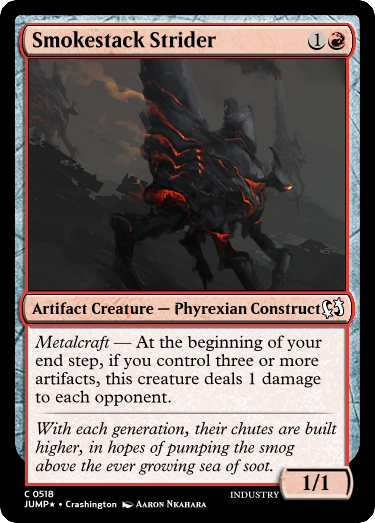 Smokestack Strider 1
Artifact Creature — Phyrexian Construct
Metalcraft — At the beginning of your
end step, if you control three or more
artifacts, this creature deals 1 damage
to each opponent.
With each generation, their chutes are built
higher, in hopes of pumping the smog
above the ever growing sea of soot.
1/1
C 0518 INDUSTRY
JUMP★ • Crashington Aaron Nkahara